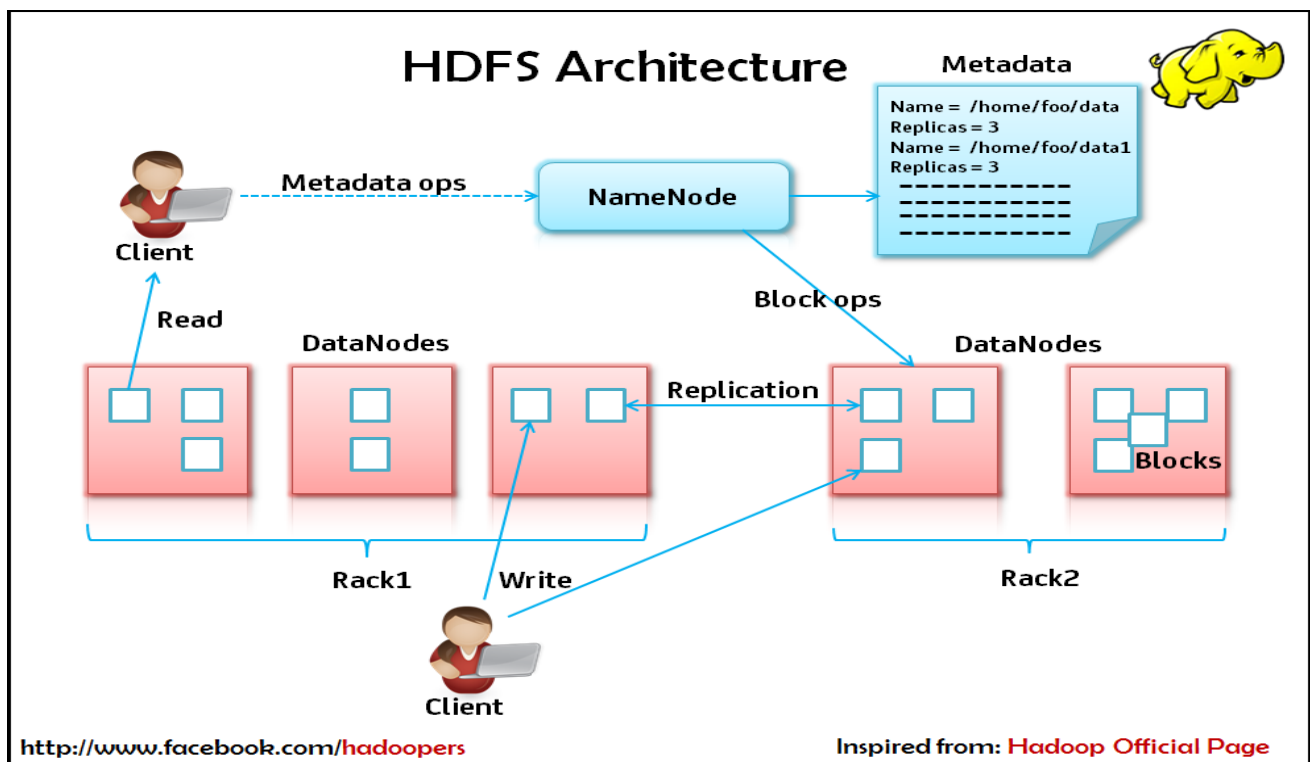 HDFS Architecture
Metadata
Name = /home/foo/data
Replicas = 3
Name = /home/foo/data1
Replicas = 3
Metadata ops
NameNode
Client
Block ops
Read
DataNodes
DataNodes
Replication
Blocks
Rack1
Write
Rack2
Client
http://www.facebook.com/hadoopers
Inspired from: Hadoop Official Page